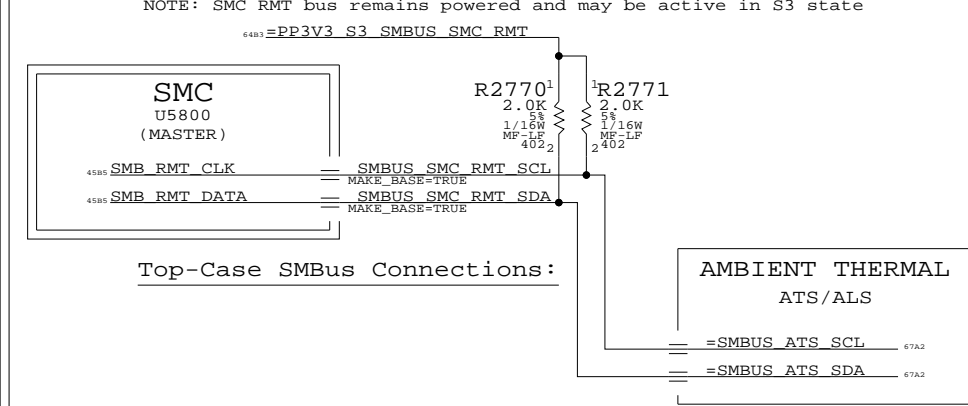 NOTE: SMC RMT bus remains powered and may be active in S3 state
64B3 =PP3V3_S3_SMBUS_SMC_RMT
SMC
U5800
(MASTER)
R2770 1
2.0K
5%
1/16W
MF-LF
402 2
1 R2771
2.0K
5%
1/16W
MF-LF
2 402
45B5 SMB_RMT_CLK SMBUS_SMC_RMT_SCL
MAKE_BASE=TRUE
45B5 SMB_RMT_DATA SMBUS_SMC_RMT_SDA
MAKE_BASE=TRUE
Top-Case SMBus Connections:
AMBIENT THERMAL
ATS/ALS
=SMBUS_ATS_SCL 67A2
=SMBUS_ATS_SDA 67A2